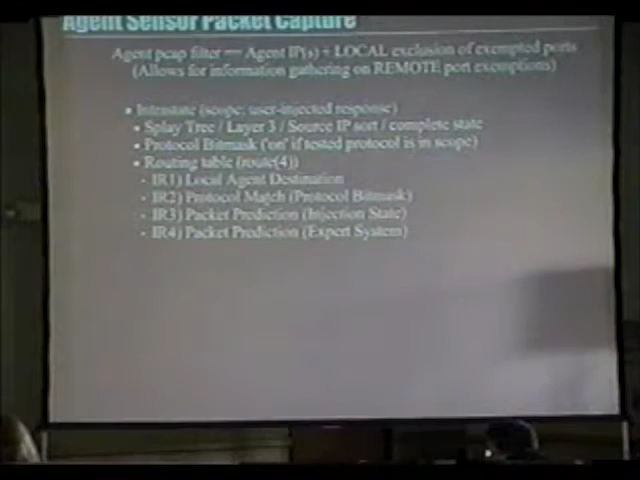 Agent Sensor Packet Capture
Agent pcap filter — Agent IP(s) + LOCAL exclusion of exempted ports
(Allows for information gathering on REMOTE port exemptions)
• Interstate (scope: user-injected response)
• Splay Tree / Layer 3 / Source IP sort / complete state
• Protocol Bitmask ('on' if tested protocol is in scope)
• Routing table (route(4))
- IR1) Local Agent Destination
- IR2) Protocol Match (Protocol Bitmask)
- IR3) Packet Prediction (Injection State)
- IR4) Packet Prediction (Expert System)